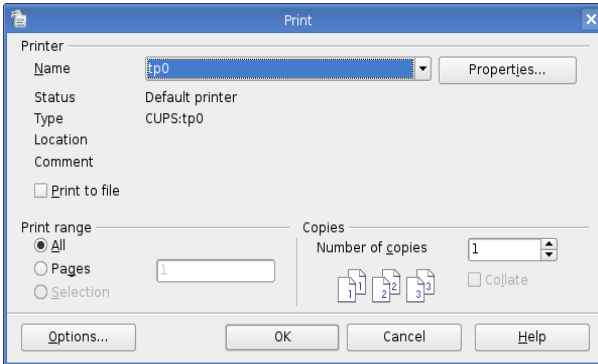 Print
Printer
Name tp0 Properties...
Status Default printer
Type CUPS:tp0
Location
Comment
Print to file
Print range
All
Pages 1
Selection
Copies
Number of copies 1
1 1 2 2 3 3
Collate
Options... OK Cancel Help